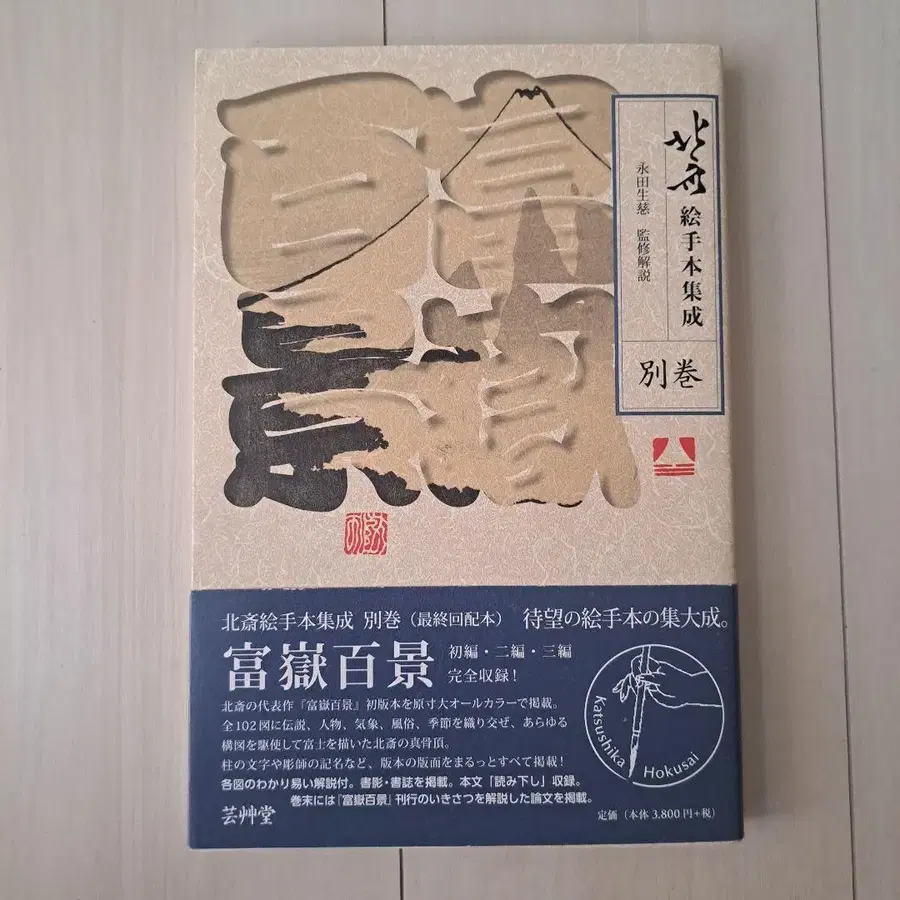 富嶽
百景
北斎
絵手本集成
永田生慈 監修解説
別巻
北斎絵手本集成 別巻（最終回配本） 待望の絵手本の集大成。
富嶽百景
初編・二編・三編
完全収録！
北斎の代表作『富嶽百景』初版本を原寸大オールカラーで掲載。
全102図に伝説、人物、気象、風俗、季節を織り交ぜ、あらゆる
構図を駆使して富士を描いた北斎の真骨頂。
柱の文字や彫師の記名など、版本の版面をまるっとすべて掲載！
各図のわかり易い解説付。書影・書誌を掲載。本文「読み下し」収録。
巻末には『富嶽百景』刊行のいきさつを解説した論文を掲載。
Katsushika Hokusai
芸艸堂
定価（本体 3.800円+税）